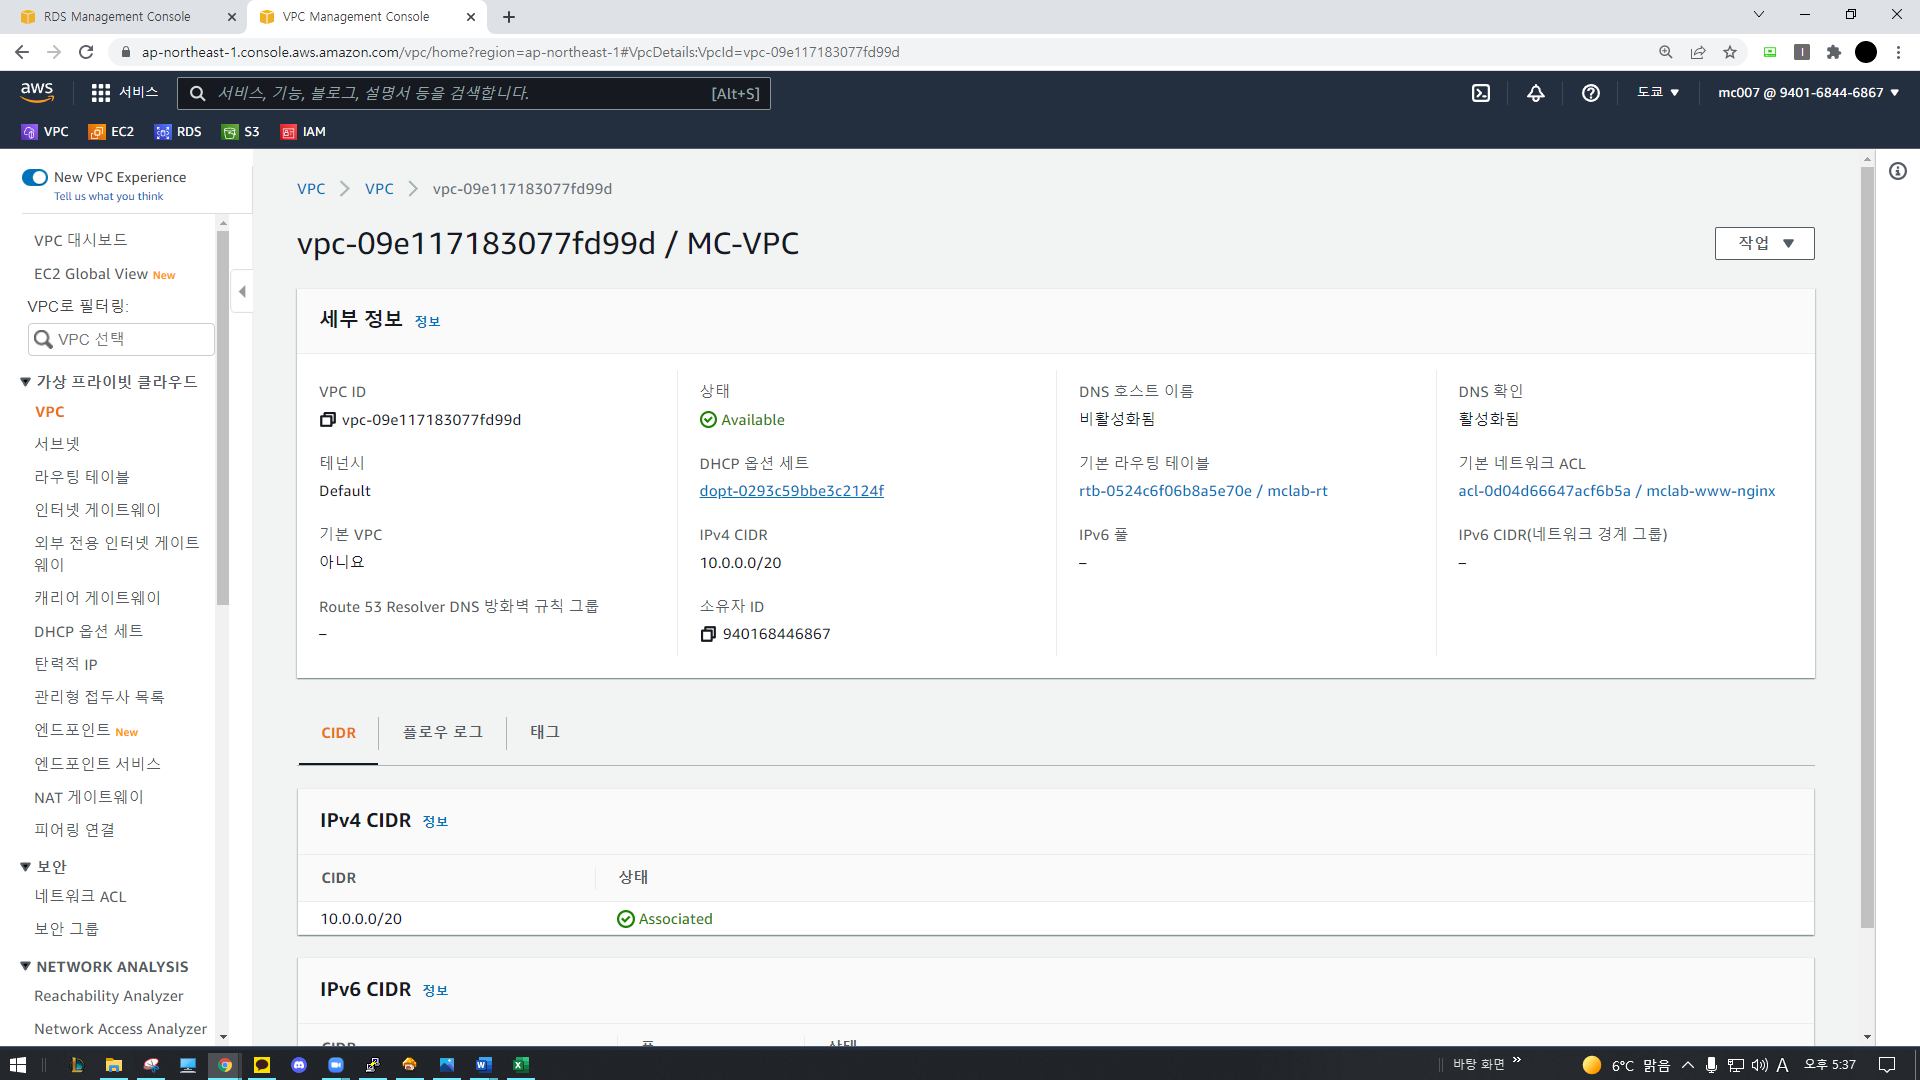 RDS Management Console
VPC Management Console
ap-northeast-1.console.aws.amazon.com/vpc/home?region=ap-northeast-1#VpcDetails:VpcId=vpc-09e117183077fd99d
aws
서비스
서비스, 기능, 블로그, 설명서 등을 검색합니다.
[Alt+S]
도쿄
mc007 @ 9401-6844-6867
VPC
EC2
RDS
S3
IAM
New VPC Experience
Tell us what you think
VPC 대시보드
EC2 Global View New
VPC로 필터링:
VPC 선택
가상 프라이빗 클라우드
VPC
서브넷
라우팅 테이블
인터넷 게이트웨이
외부 전용 인터넷 게이트
웨이
캐리어 게이트웨이
DHCP 옵션 세트
탄력적 IP
관리형 접두사 목록
엔드포인트 New
엔드포인트 서비스
NAT 게이트웨이
피어링 연결
보안
네트워크 ACL
보안 그룹
NETWORK ANALYSIS
Reachability Analyzer
Network Access Analyzer
VPC
VPC
vpc-09e117183077fd99d
vpc-09e117183077fd99d / MC-VPC
작업
세부 정보 정보
VPC ID
vpc-09e117183077fd99d
상태
Available
DNS 호스트 이름
비활성화됨
DNS 확인
활성화됨
테넌시
Default
DHCP 옵션 세트
dopt-0293c59bbe3c2124f
기본 라우팅 테이블
rtb-0524c6f06b8a5e70e / mclab-rt
기본 네트워크 ACL
acl-0d04d66647acf6b5a / mclab-www-nginx
기본 VPC
아니요
IPv4 CIDR
10.0.0.0/20
IPv6 풀
–
IPv6 CIDR(네트워크 경계 그룹)
–
Route 53 Resolver DNS 방화벽 규칙 그룹
–
소유자 ID
940168446867
CIDR
플로우 로그
태그
IPv4 CIDR 정보
CIDR
상태
10.0.0.0/20
Associated
IPv6 CIDR 정보
CIDR
풀
상태
바탕 화면
6°C 맑음
A
오후 5:37